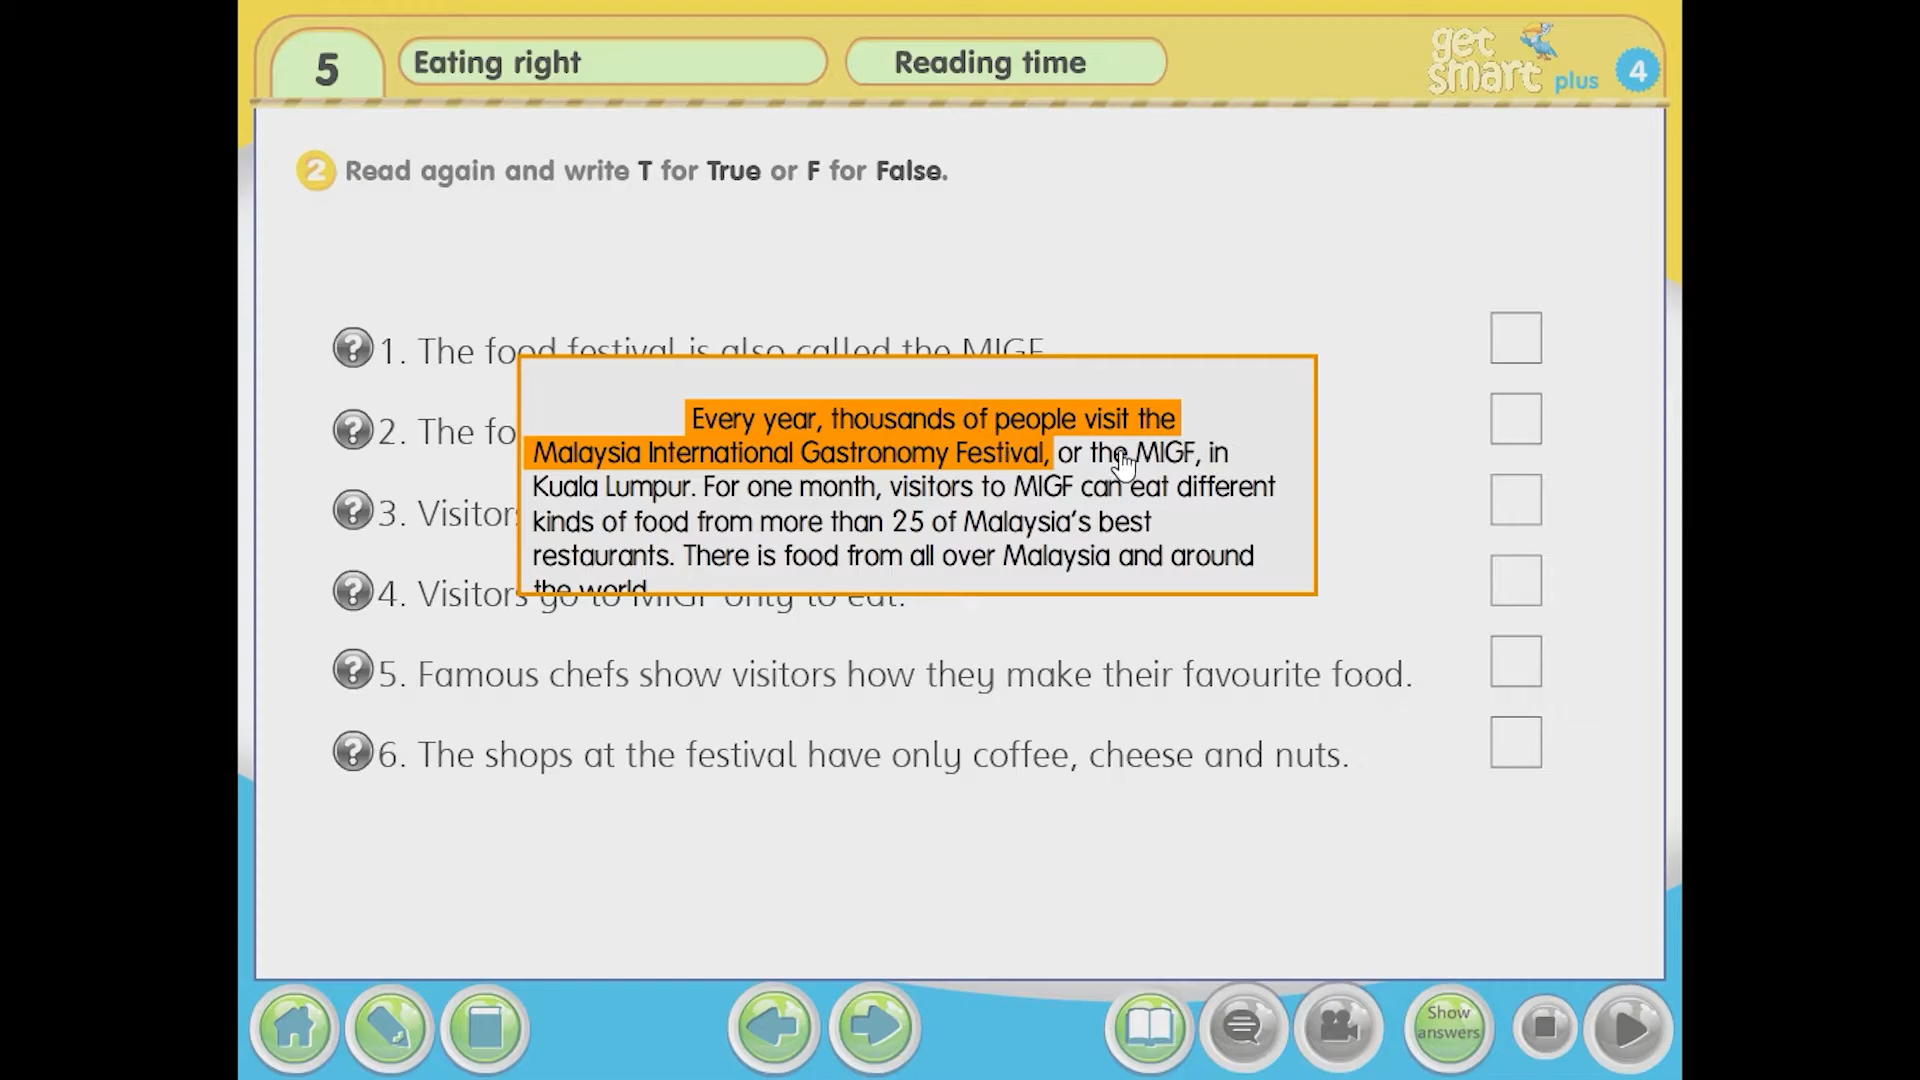 5
Eating right
Reading time
get smart plus 4
2 Read again and write T for True or F for False.
1. The food festival is also called the MIGF
Every year, thousands of people visit the
Malaysia International Gastronomy Festival, or the MIGF, in
Kuala Lumpur. For one month, visitors to MIGF can eat different
kinds of food from more than 25 of Malaysia's best
restaurants. There is food from all over Malaysia and around
the world
2. The fo
3. Visitors
4. Visitors go to MIGF only to eat.
5. Famous chefs show visitors how they make their favourite food.
6. The shops at the festival have only coffee, cheese and nuts.
Show
answers